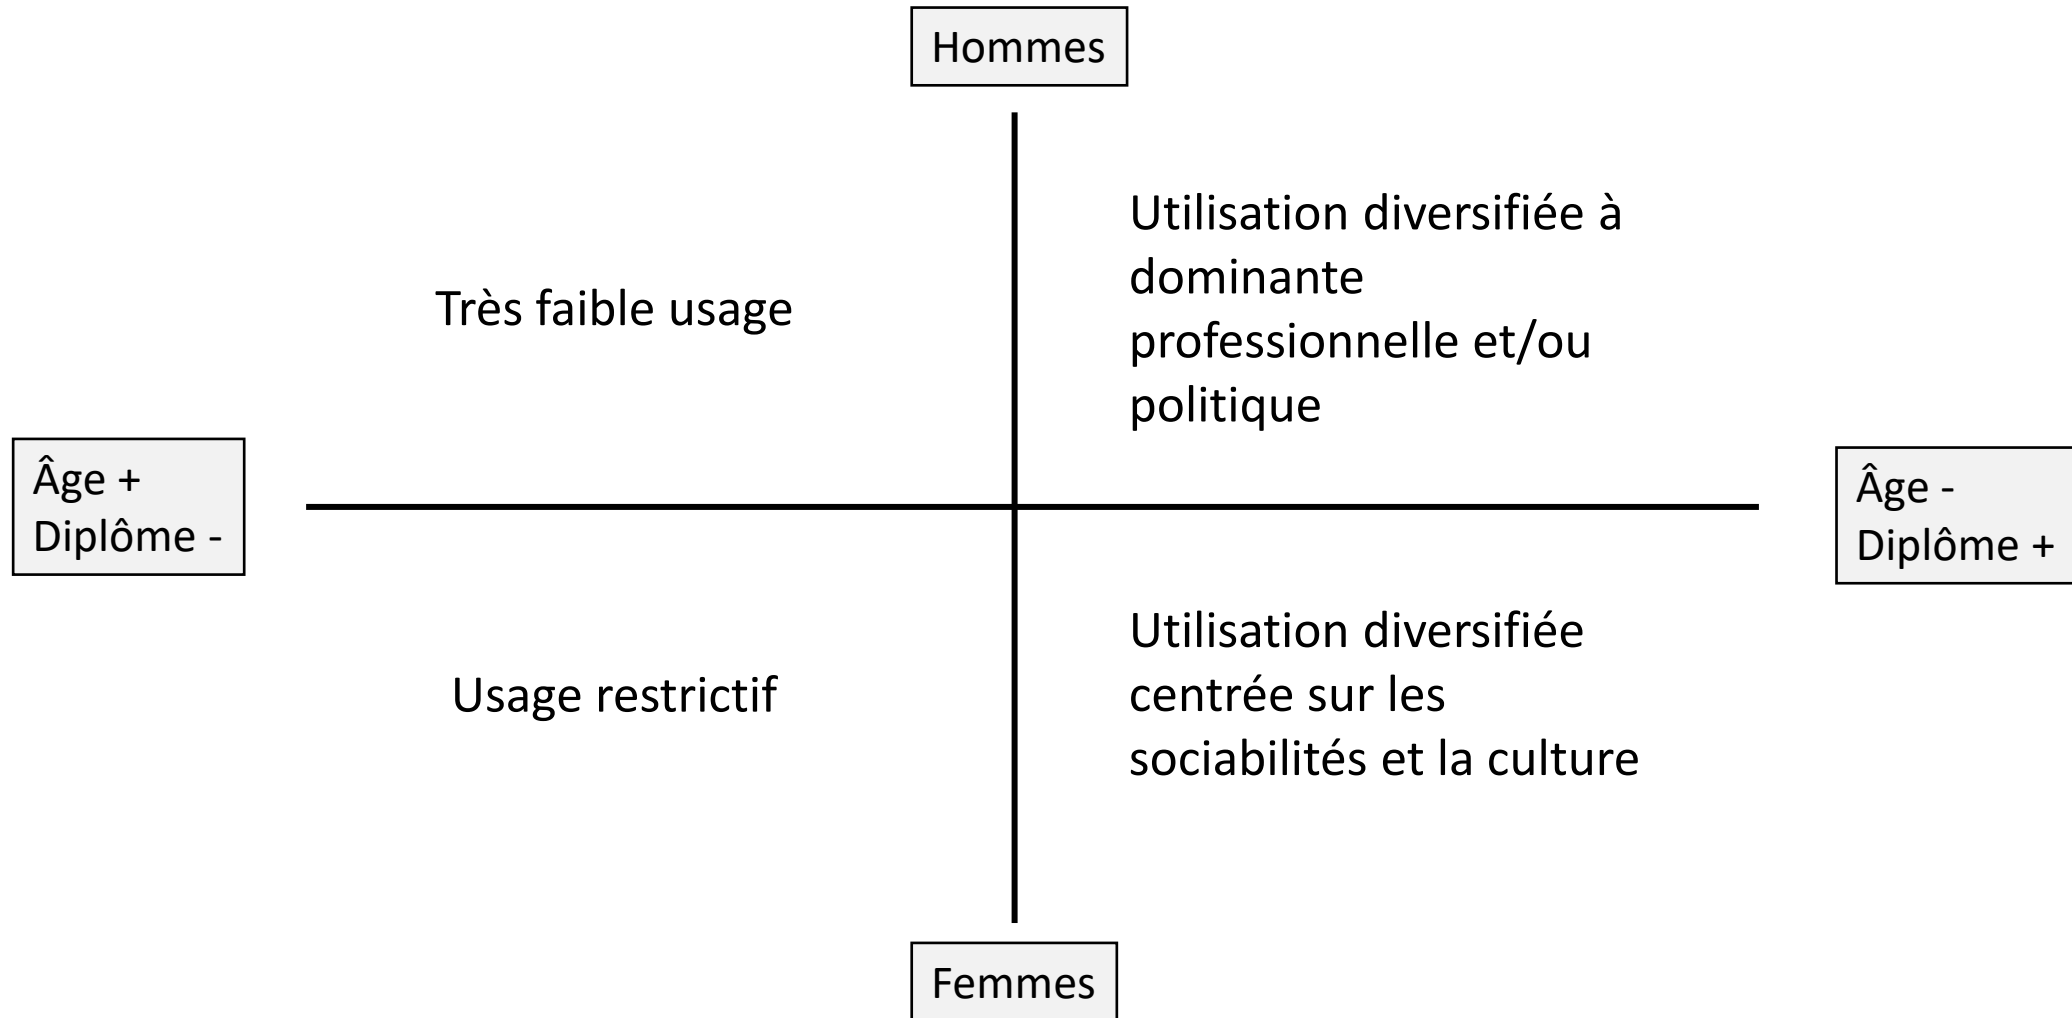 Hommes
Utilisation diversifiée à
dominante
professionnelle et/ou
politique
Très faible usage
Âge +
Diplôme -
Âge -
Diplôme +
Usage restrictif
Utilisation diversifiée
centrée sur les
sociabilités et la culture
Femmes